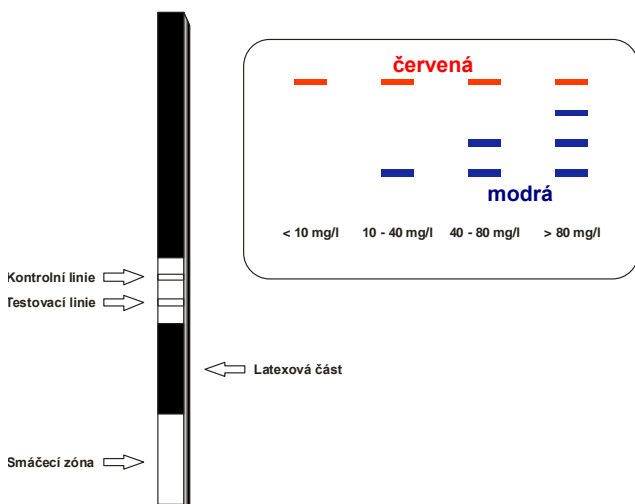 červená
modrá
< 10 mg/l 10 - 40 mg/l 40 - 80 mg/l > 80 mg/l
Kontrolní linie
Testovací linie
Latexová část
Smáčecí zóna